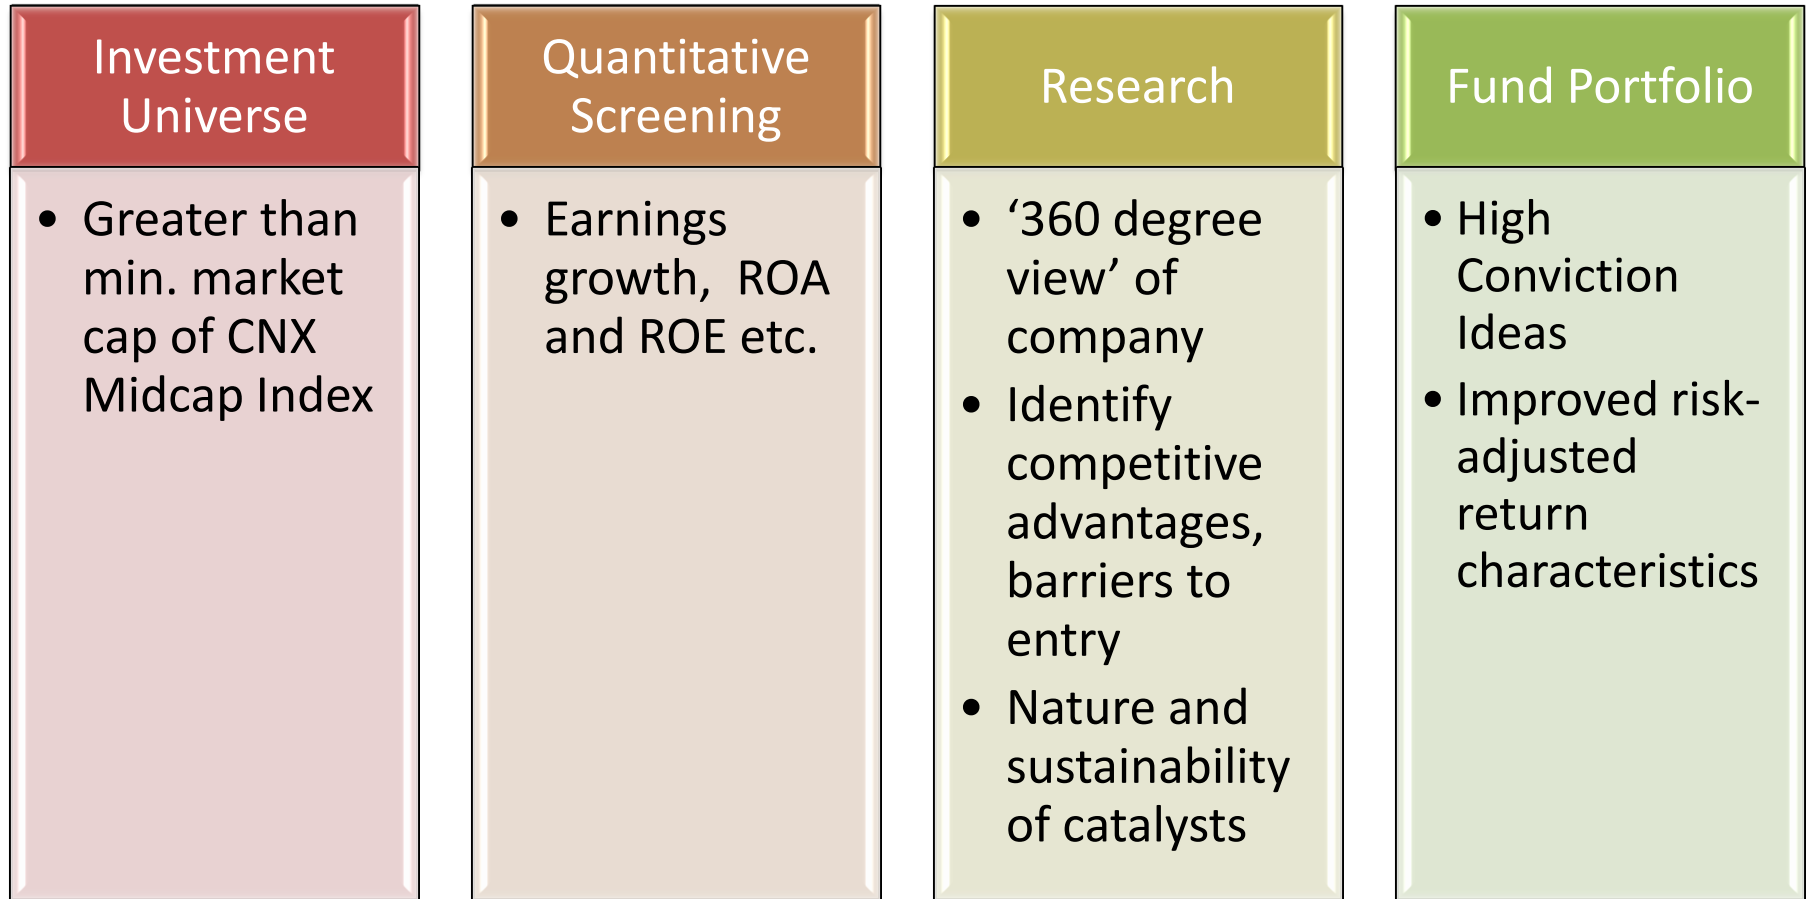 Investment
Universe
• Greater than
min. market
cap of CNX
Midcap Index
Quantitative
Screening
• Earnings
growth,  ROA
and ROE etc.
Research
• ‘360 degree
view’ of
company
• Identify
competitive
advantages,
barriers to
entry
• Nature and
sustainability
of catalysts
Fund Portfolio
• High
Conviction
Ideas
• Improved risk-
adjusted
return
characteristics